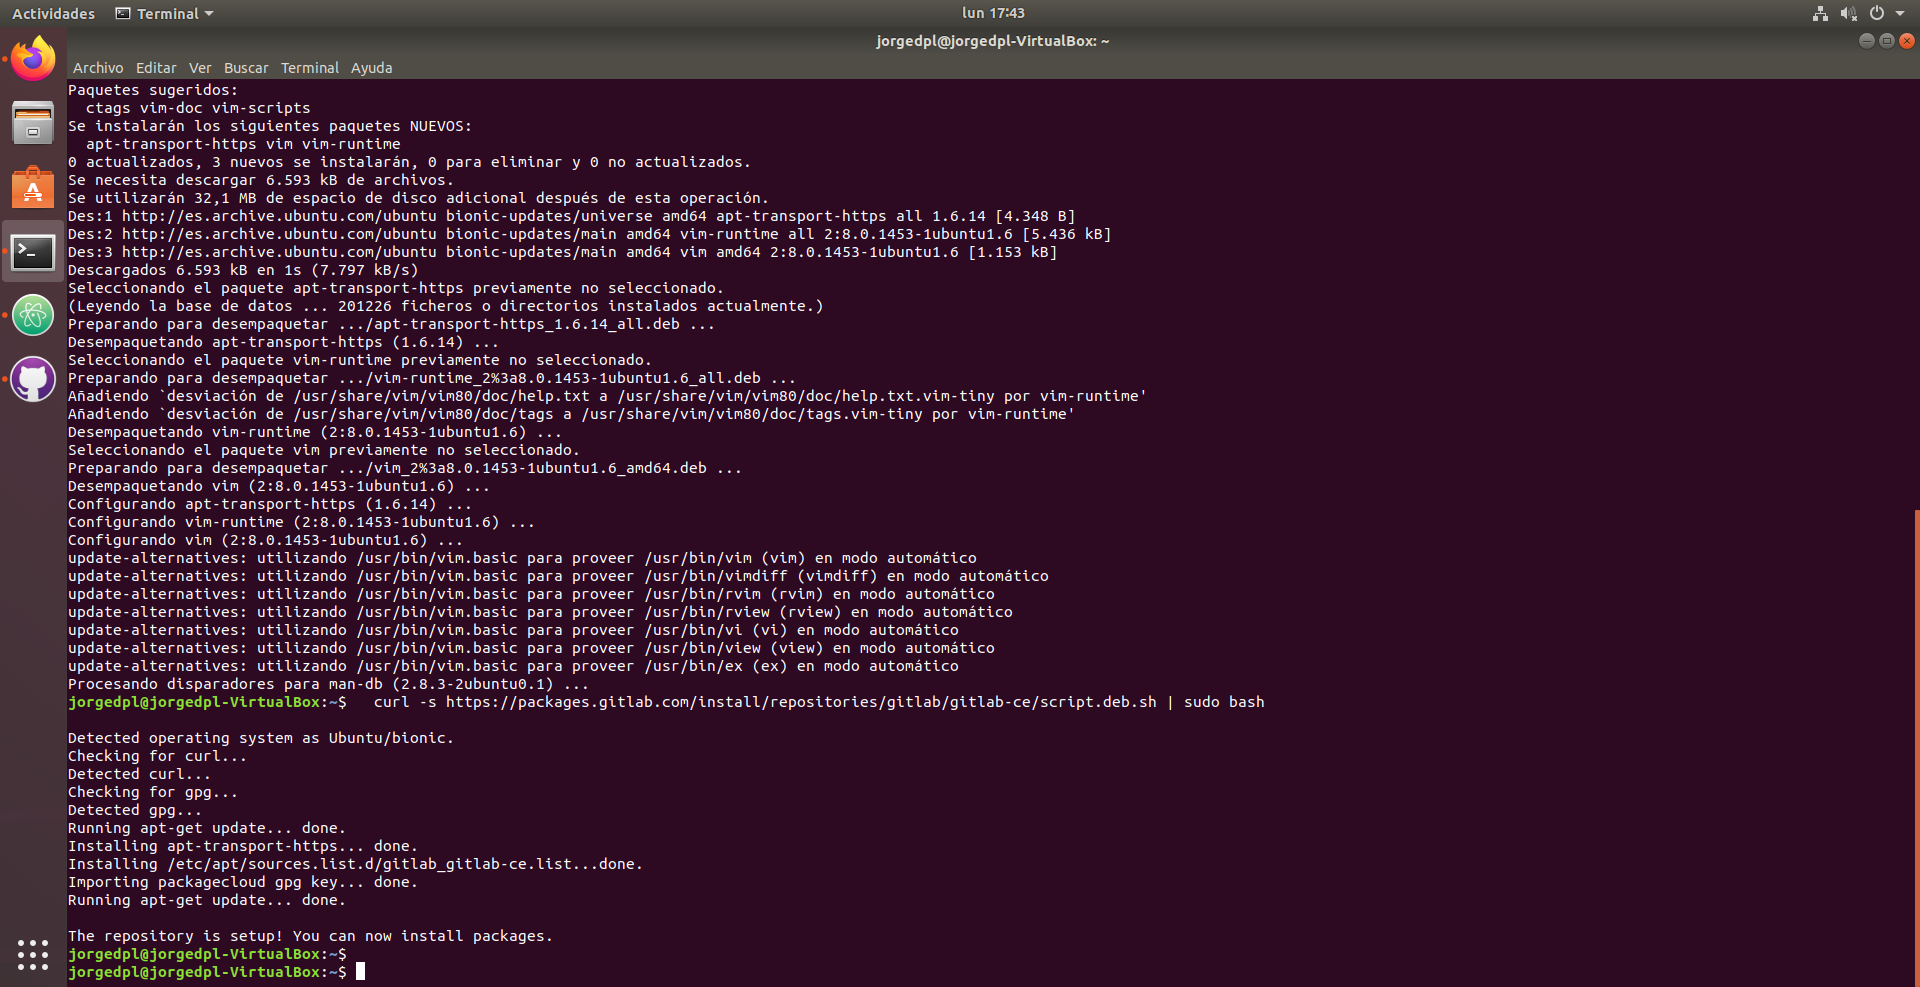 Actividades Terminal lun 17:43
jorgedpl@jorgedpl-VirtualBox: ~
Archivo Editar Ver Buscar Terminal Ayuda
Paquetes sugeridos:
  ctags vim-doc vim-scripts
Se instalarán los siguientes paquetes NUEVOS:
  apt-transport-https vim vim-runtime
0 actualizados, 3 nuevos se instalarán, 0 para eliminar y 0 no actualizados.
Se necesita descargar 6.593 kB de archivos.
Se utilizarán 32,1 MB de espacio de disco adicional después de esta operación.
Des:1 http://es.archive.ubuntu.com/ubuntu bionic-updates/universe amd64 apt-transport-https all 1.6.14 [4.348 B]
Des:2 http://es.archive.ubuntu.com/ubuntu bionic-updates/main amd64 vim-runtime all 2:8.0.1453-1ubuntu1.6 [5.436 kB]
Des:3 http://es.archive.ubuntu.com/ubuntu bionic-updates/main amd64 vim amd64 2:8.0.1453-1ubuntu1.6 [1.153 kB]
Descargados 6.593 kB en 1s (7.797 kB/s)
Seleccionando el paquete apt-transport-https previamente no seleccionado.
(Leyendo la base de datos ... 201226 ficheros o directorios instalados actualmente.)
Preparando para desempaquetar .../apt-transport-https_1.6.14_all.deb ...
Desempaquetando apt-transport-https (1.6.14) ...
Seleccionando el paquete vim-runtime previamente no seleccionado.
Preparando para desempaquetar .../vim-runtime_2%3a8.0.1453-1ubuntu1.6_all.deb ...
Añadiendo `desviación de /usr/share/vim/vim80/doc/help.txt a /usr/share/vim/vim80/doc/help.txt.vim-tiny por vim-runtime'
Añadiendo `desviación de /usr/share/vim/vim80/doc/tags a /usr/share/vim/vim80/doc/tags.vim-tiny por vim-runtime'
Desempaquetando vim-runtime (2:8.0.1453-1ubuntu1.6) ...
Seleccionando el paquete vim previamente no seleccionado.
Preparando para desempaquetar .../vim_2%3a8.0.1453-1ubuntu1.6_amd64.deb ...
Desempaquetando vim (2:8.0.1453-1ubuntu1.6) ...
Configurando apt-transport-https (1.6.14) ...
Configurando vim-runtime (2:8.0.1453-1ubuntu1.6) ...
Configurando vim (2:8.0.1453-1ubuntu1.6) ...
update-alternatives: utilizando /usr/bin/vim.basic para proveer /usr/bin/vim (vim) en modo automático
update-alternatives: utilizando /usr/bin/vim.basic para proveer /usr/bin/vimdiff (vimdiff) en modo automático
update-alternatives: utilizando /usr/bin/vim.basic para proveer /usr/bin/rvim (rvim) en modo automático
update-alternatives: utilizando /usr/bin/vim.basic para proveer /usr/bin/rview (rview) en modo automático
update-alternatives: utilizando /usr/bin/vim.basic para proveer /usr/bin/vi (vi) en modo automático
update-alternatives: utilizando /usr/bin/vim.basic para proveer /usr/bin/view (view) en modo automático
update-alternatives: utilizando /usr/bin/vim.basic para proveer /usr/bin/ex (ex) en modo automático
Procesando disparadores para man-db (2.8.3-2ubuntu0.1) ...
jorgedpl@jorgedpl-VirtualBox:~$   curl -s https://packages.gitlab.com/install/repositories/gitlab/gitlab-ce/script.deb.sh | sudo bash
Detected operating system as Ubuntu/bionic.
Checking for curl...
Detected curl...
Checking for gpg...
Detected gpg...
Running apt-get update... done.
Installing apt-transport-https... done.
Installing /etc/apt/sources.list.d/gitlab_gitlab-ce.list...done.
Importing packagecloud gpg key... done.
Running apt-get update... done.
The repository is setup! You can now install packages.
jorgedpl@jorgedpl-VirtualBox:~$
jorgedpl@jorgedpl-VirtualBox:~$